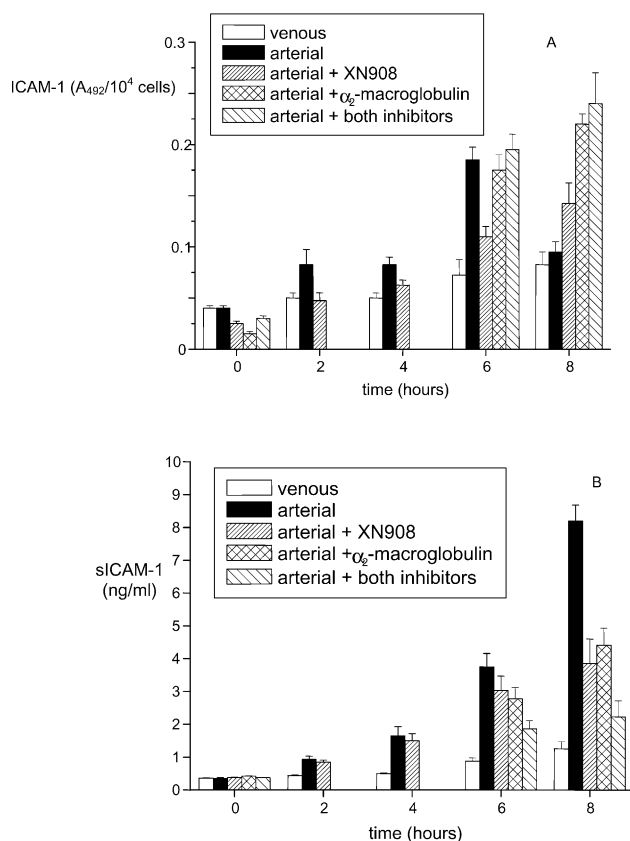 venous
arterial
arterial + XN908
arterial +α2-macroglobulin
arterial + both inhibitors
A
ICAM-1 (A492/10⁴ cells)
0.3
0.2
0.1
0
0 2 4 6 8
time (hours)
venous
arterial
arterial + XN908
arterial +α2-macroglobulin
arterial + both inhibitors
B
sICAM-1
(ng/ml)
10
9
8
7
6
5
4
3
2
1
0
0 2 4 6 8
time (hours)